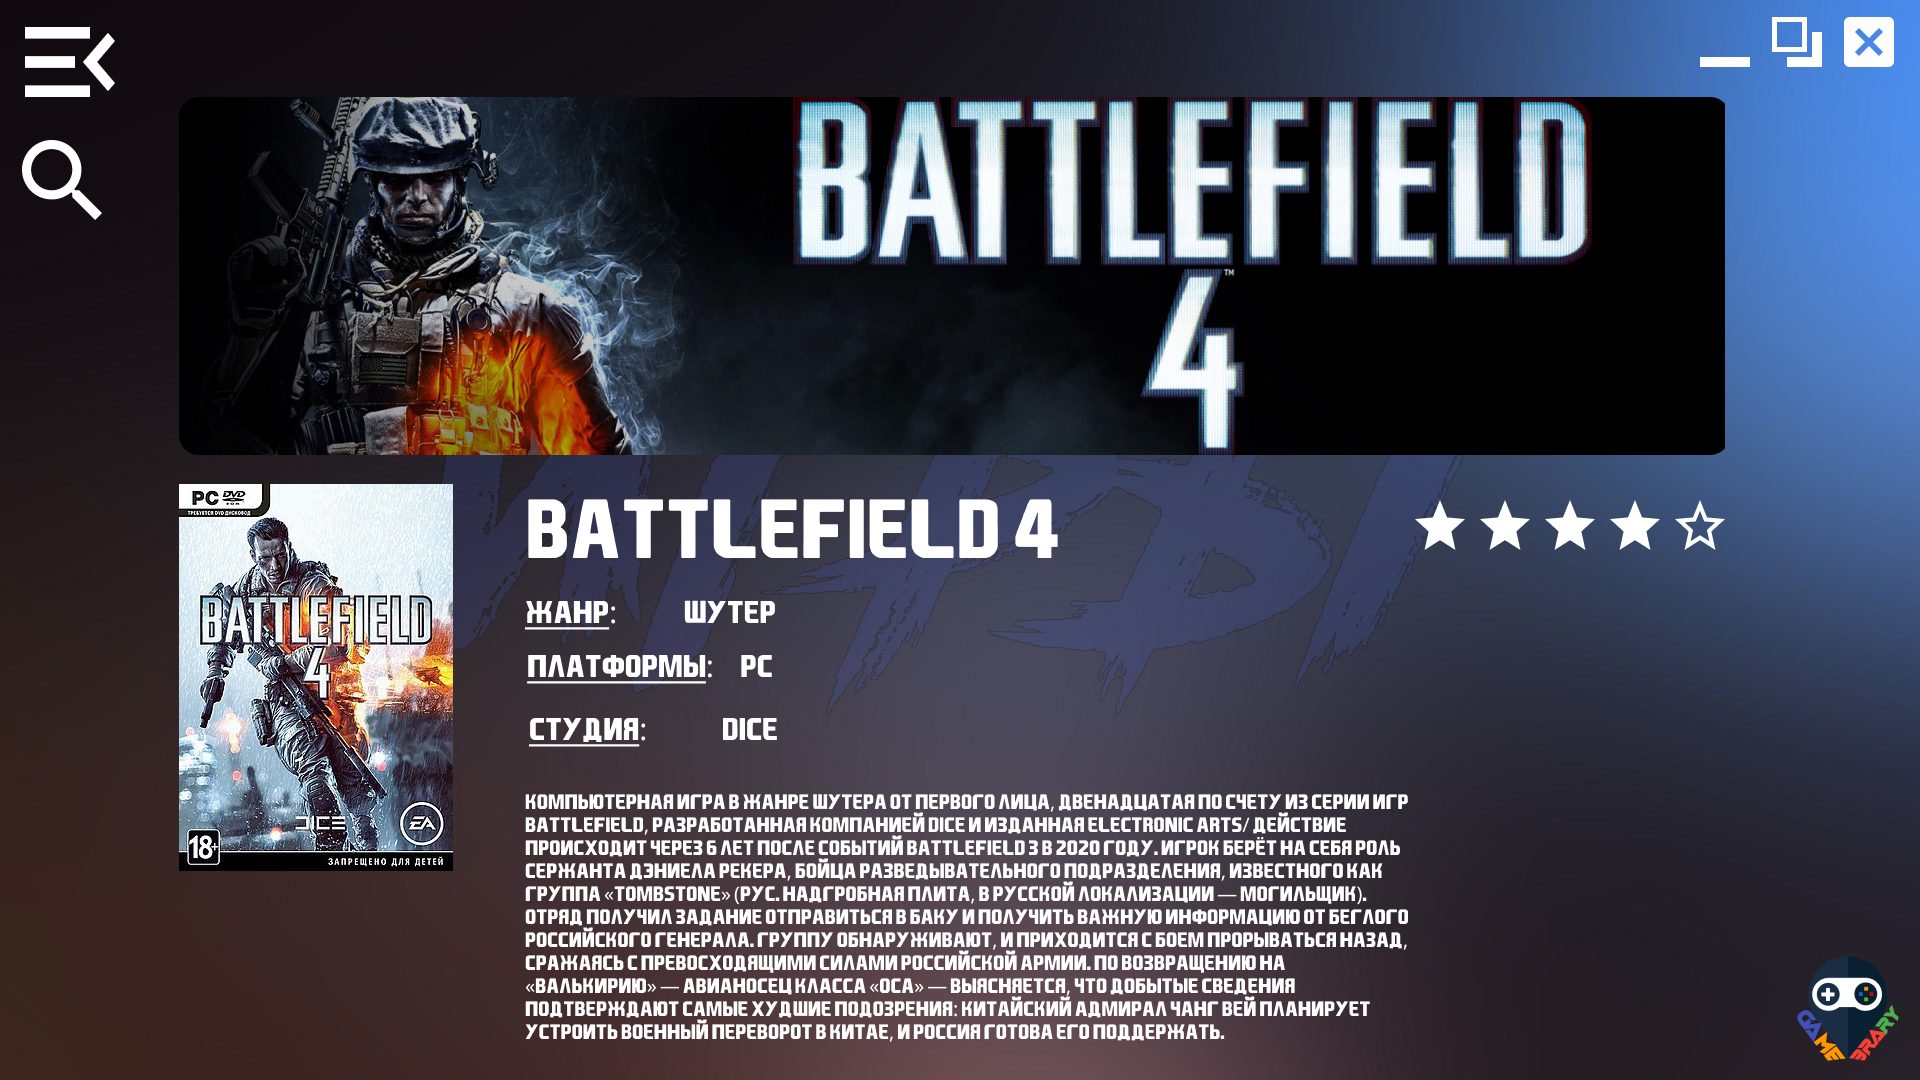 BATTLEFIELD
4™
PC DVD
ROM
ТРЕБУЕТСЯ DVD ДИСКОВОД
BATTLEFIELD
4
DICE
EA
18+
ЗАПРЕЩЕНО ДЛЯ ДЕТЕЙ
BATTLEFIELD 4
ЖАНР: ШУТЕР
ПЛАТФОРМЫ: PC
СТУДИЯ: DICE
КОМПЬЮТЕРНАЯ ИГРА В ЖАНРЕ ШУТЕРА ОТ ПЕРВОГО ЛИЦА, ДВЕНАДЦАТАЯ ПО СЧЕТУ ИЗ СЕРИИ ИГР
BATTLEFIELD, РАЗРАБОТАННАЯ КОМПАНИЕЙ DICE И ИЗДАННАЯ ELECTRONIC ARTS/ ДЕЙСТВИЕ
ПРОИСХОДИТ ЧЕРЕЗ 6 ЛЕТ ПОСЛЕ СОБЫТИЙ BATTLEFIELD 3 В 2020 ГОДУ. ИГРОК БЕРЁТ НА СЕБЯ РОЛЬ
СЕРЖАНТА ДЭНИЕЛА РЕКЕРА, БОЙЦА РАЗВЕДЫВАТЕЛЬНОГО ПОДРАЗДЕЛЕНИЯ, ИЗВЕСТНОГО КАК
ГРУППА «TOMBSTONE» (РУС. НАДГРОБНАЯ ПЛИТА, В РУССКОЙ ЛОКАЛИЗАЦИИ — МОГИЛЬЩИК).
ОТРЯД ПОЛУЧИЛ ЗАДАНИЕ ОТПРАВИТЬСЯ В БАКУ И ПОЛУЧИТЬ ВАЖНУЮ ИНФОРМАЦИЮ ОТ БЕГЛОГО
РОССИЙСКОГО ГЕНЕРАЛА. ГРУППУ ОБНАРУЖИВАЮТ, И ПРИХОДИТСЯ С БОЕМ ПРОРЫВАТЬСЯ НАЗАД,
СРАЖАЯСЬ С ПРЕВОСХОДЯЩИМИ СИЛАМИ РОССИЙСКОЙ АРМИИ. ПО ВОЗВРАЩЕНИЮ НА
«ВАЛЬКИРИЮ» — АВИАНОСЕЦ КЛАССА «ОСА» — ВЫЯСНЯЕТСЯ, ЧТО ДОБЫТЫЕ СВЕДЕНИЯ
ПОДТВЕРЖДАЮТ САМЫЕ ХУДШИЕ ПОДОЗРЕНИЯ: КИТАЙСКИЙ АДМИРАЛ ЧАНГ ВЕЙ ПЛАНИРУЕТ
УСТРОИТЬ ВОЕННЫЙ ПЕРЕВОРОТ В КИТАЕ, И РОССИЯ ГОТОВА ЕГО ПОДДЕРЖАТЬ.
GAMEBRARY